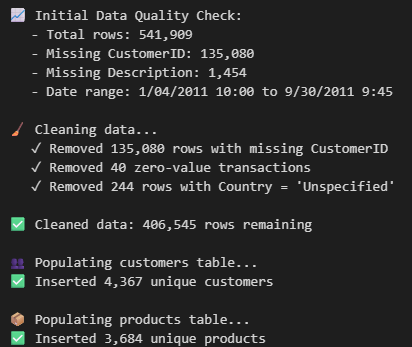 📈 Initial Data Quality Check:
- Total rows: 541,909
- Missing CustomerID: 135,080
- Missing Description: 1,454
- Date range: 1/04/2011 10:00 to 9/30/2011 9:45
🧹 Cleaning data...
✓ Removed 135,080 rows with missing CustomerID
✓ Removed 40 zero-value transactions
✓ Removed 244 rows with Country = 'Unspecified'
✅ Cleaned data: 406,545 rows remaining
👥 Populating customers table...
✅ Inserted 4,367 unique customers
📦 Populating products table...
✅ Inserted 3,684 unique products